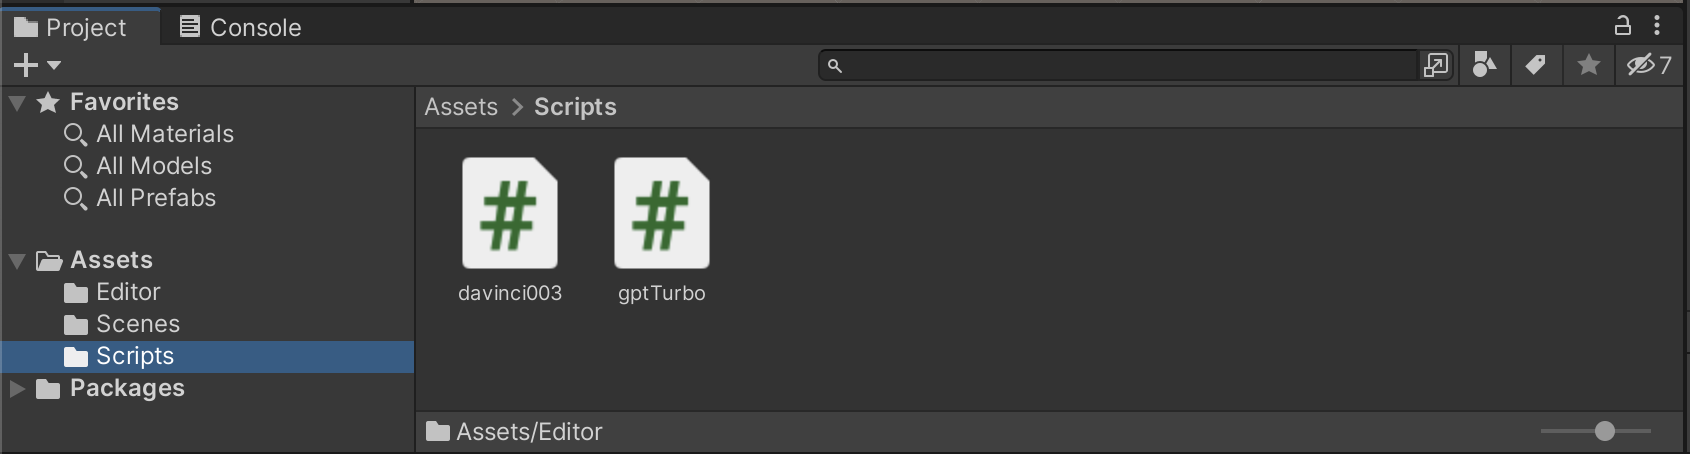 Project
Console
7
Favorites
All Materials
All Models
All Prefabs
Assets
Editor
Scenes
Scripts
Packages
Assets > Scripts
#
#
davinci003
gptTurbo
Assets/Editor